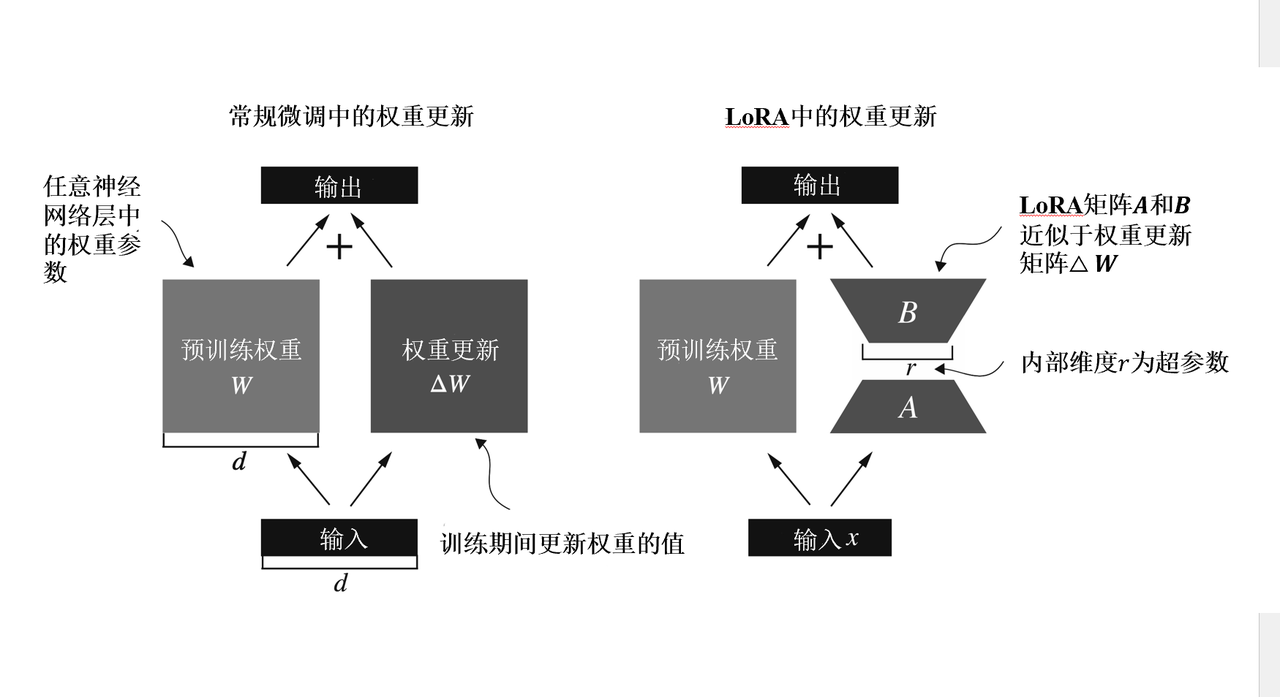 常规微调中的权重更新
任意神经
网络层中
的权重参
数
输出
+
预训练权重
W
权重更新
ΔW
d
输入
d
训练期间更新权重的值
LoRA中的权重更新
输出
+
预训练权重
W
B
r
A
输入 x
LoRA矩阵A和B
近似于权重更新
矩阵△ W
内部维度r为超参数